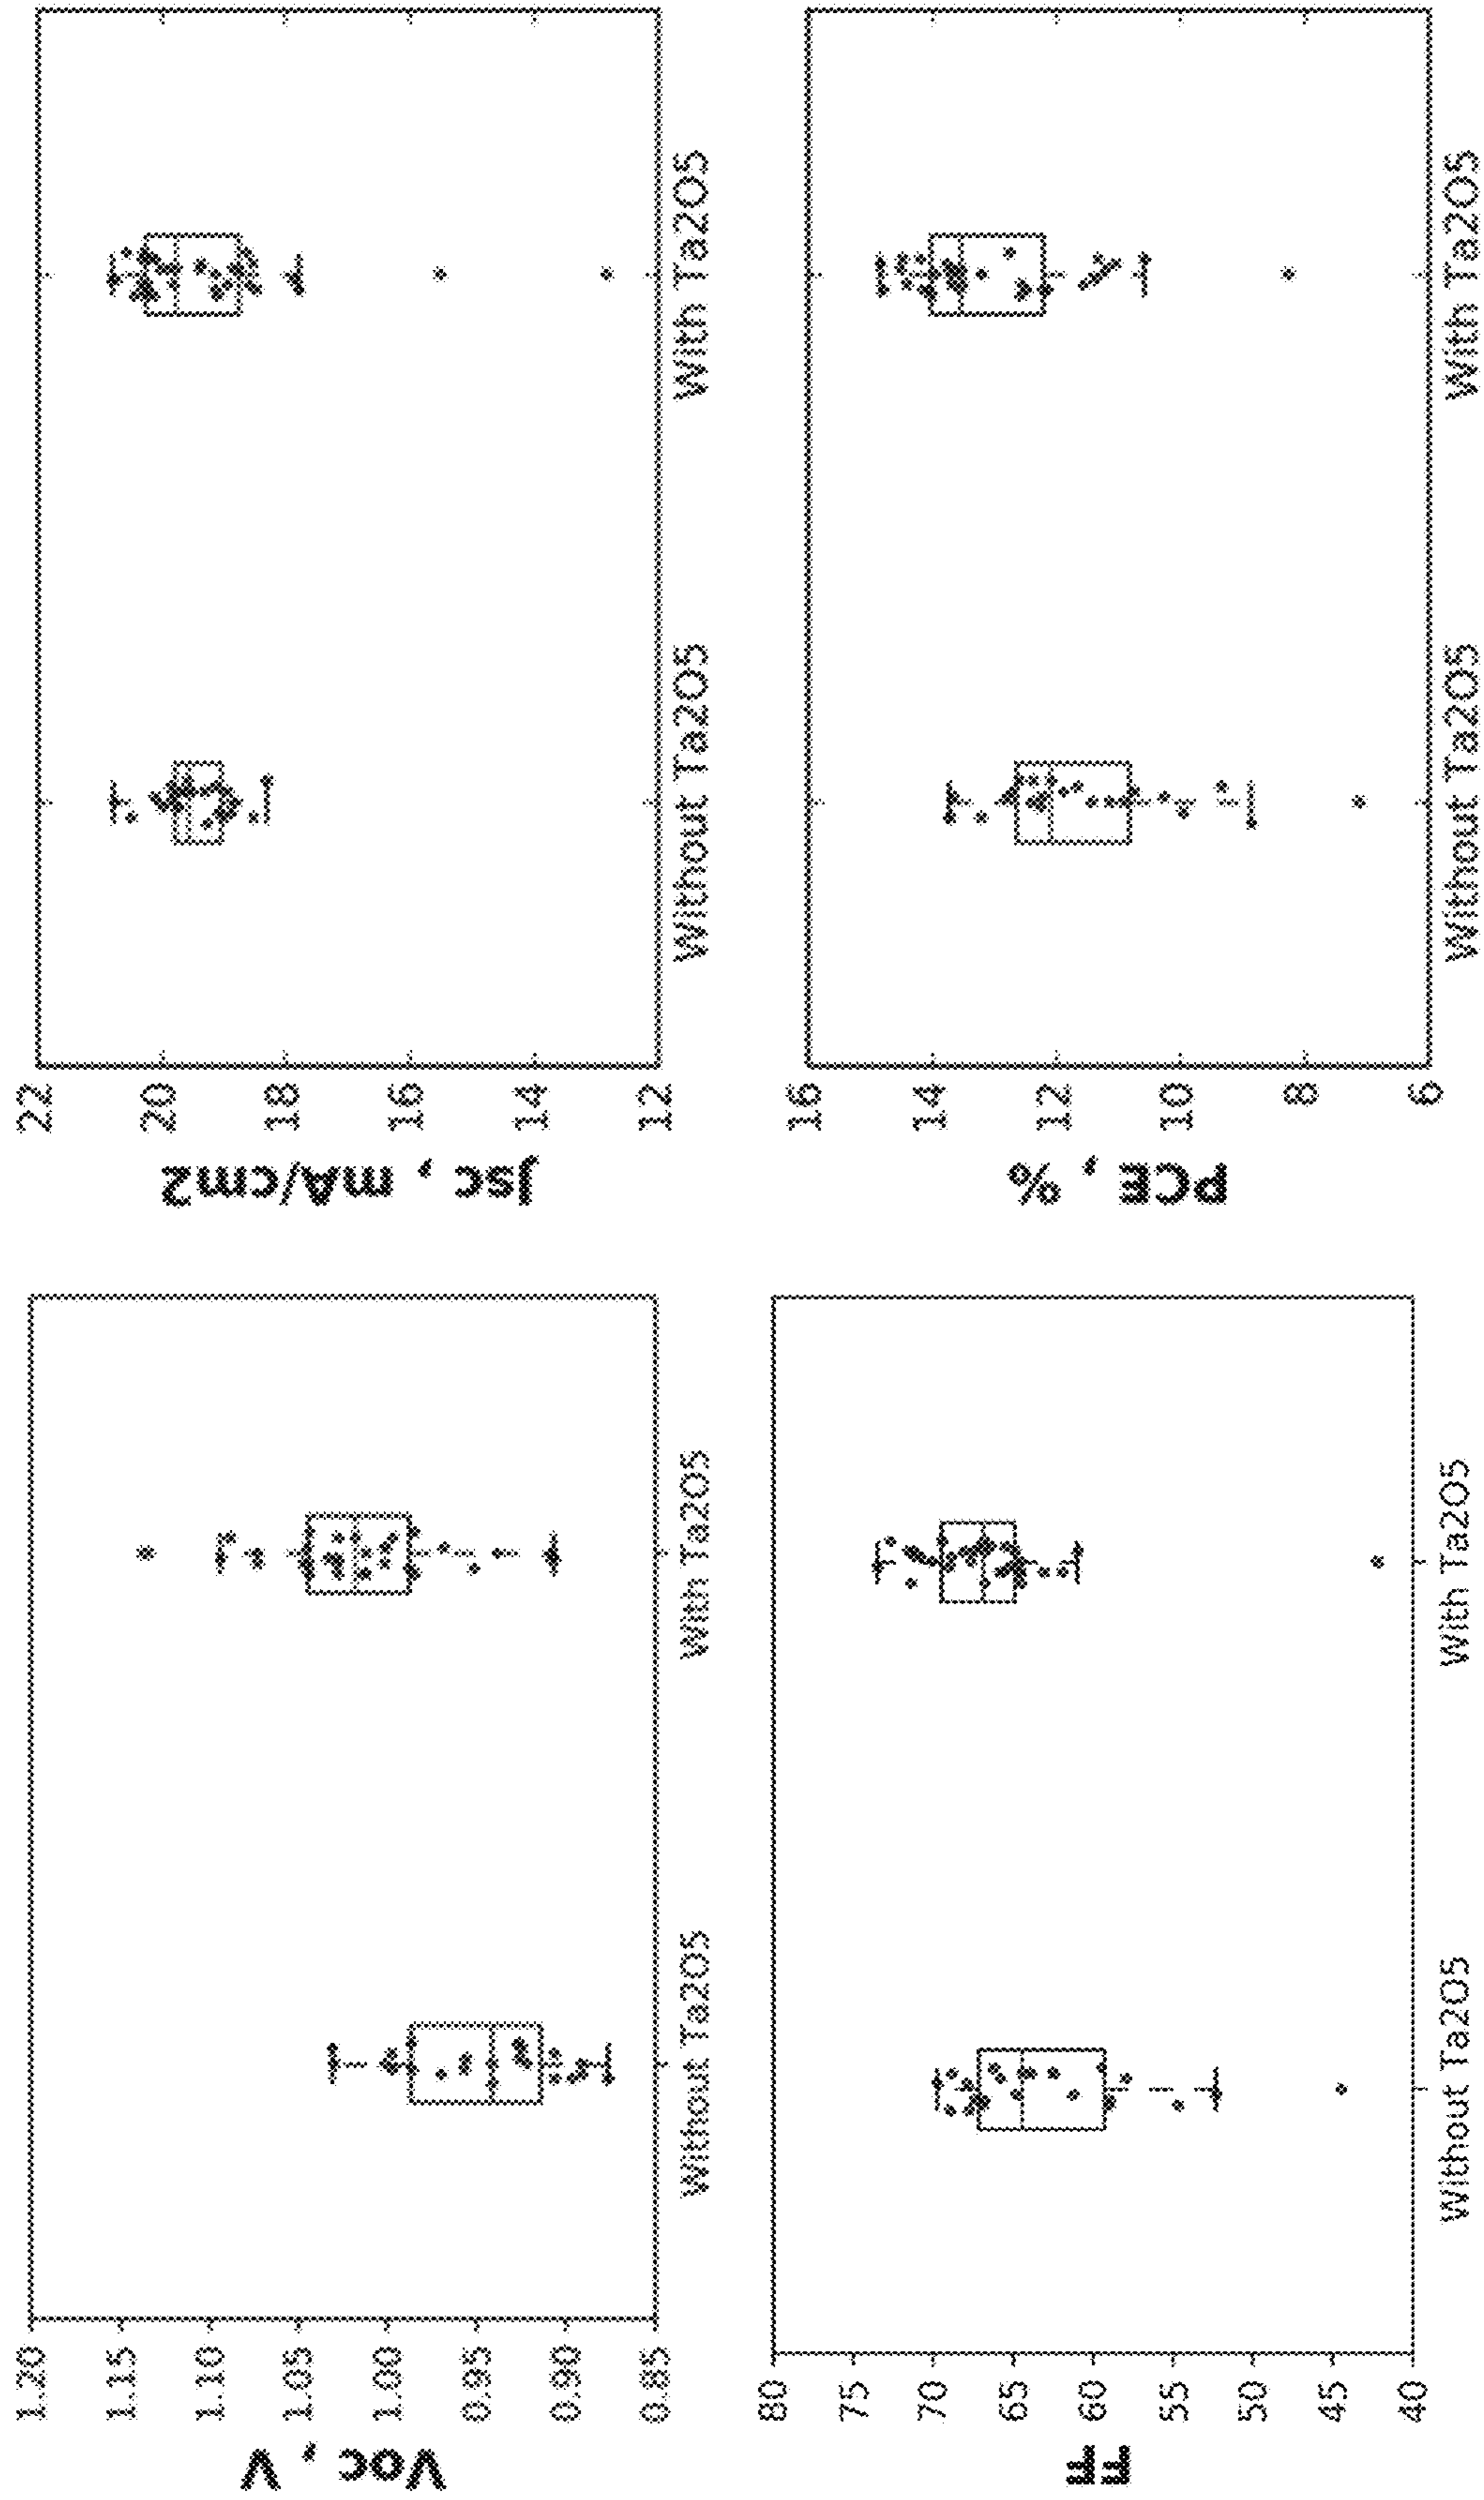 Voc , V
1.20
1.15
1.10
1.05
1.00
0.95
0.90
0.85
Without Ta2O5
With Ta2O5
Jsc , mA/cm2
22
20
18
16
14
12
Without Ta2O5
With Ta2O5
FF
80
75
70
65
60
55
50
45
40
Without Ta2O5
With Ta2O5
PCE , %
16
14
12
10
8
6
Without Ta2O5
With Ta2O5